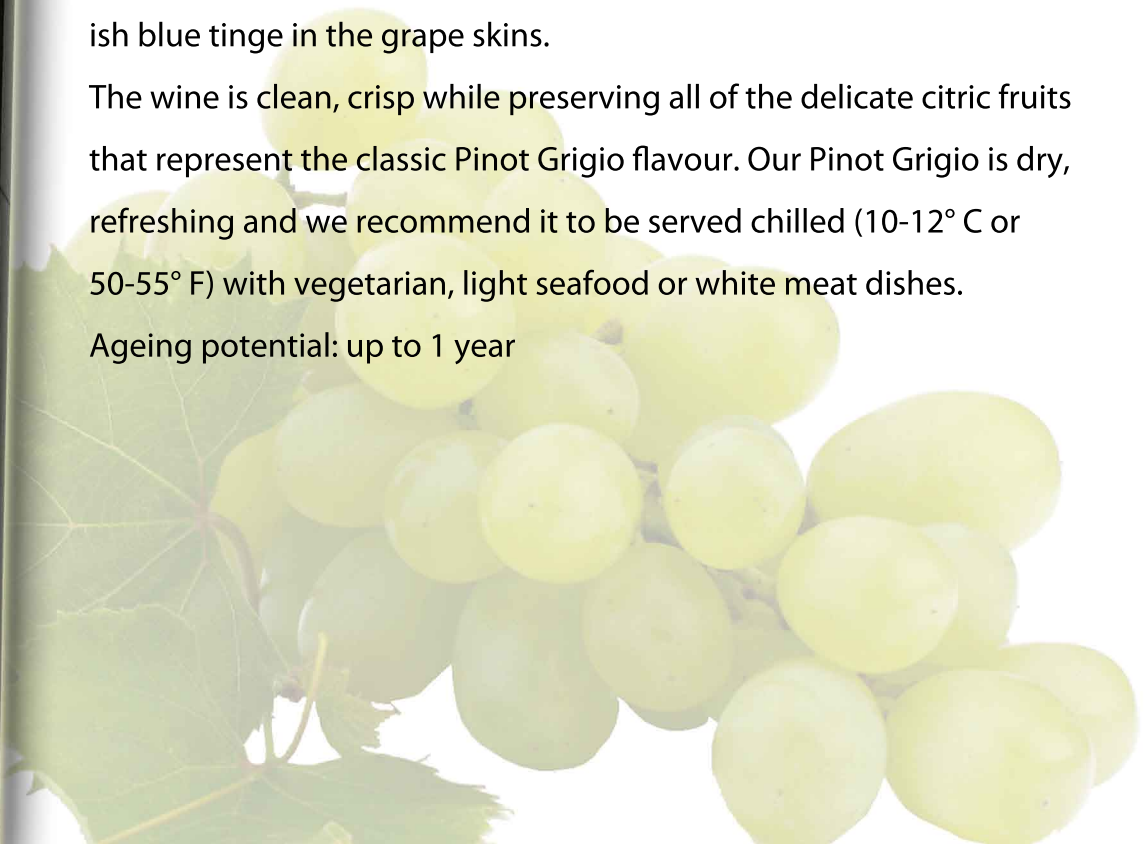 ish blue tinge in the grape skins.
The wine is clean, crisp while preserving all of the delicate citric fruits
that represent the classic Pinot Grigio flavour. Our Pinot Grigio is dry,
refreshing and we recommend it to be served chilled (10-12° C or
50-55° F) with vegetarian, light seafood or white meat dishes.
Ageing potential: up to 1 year